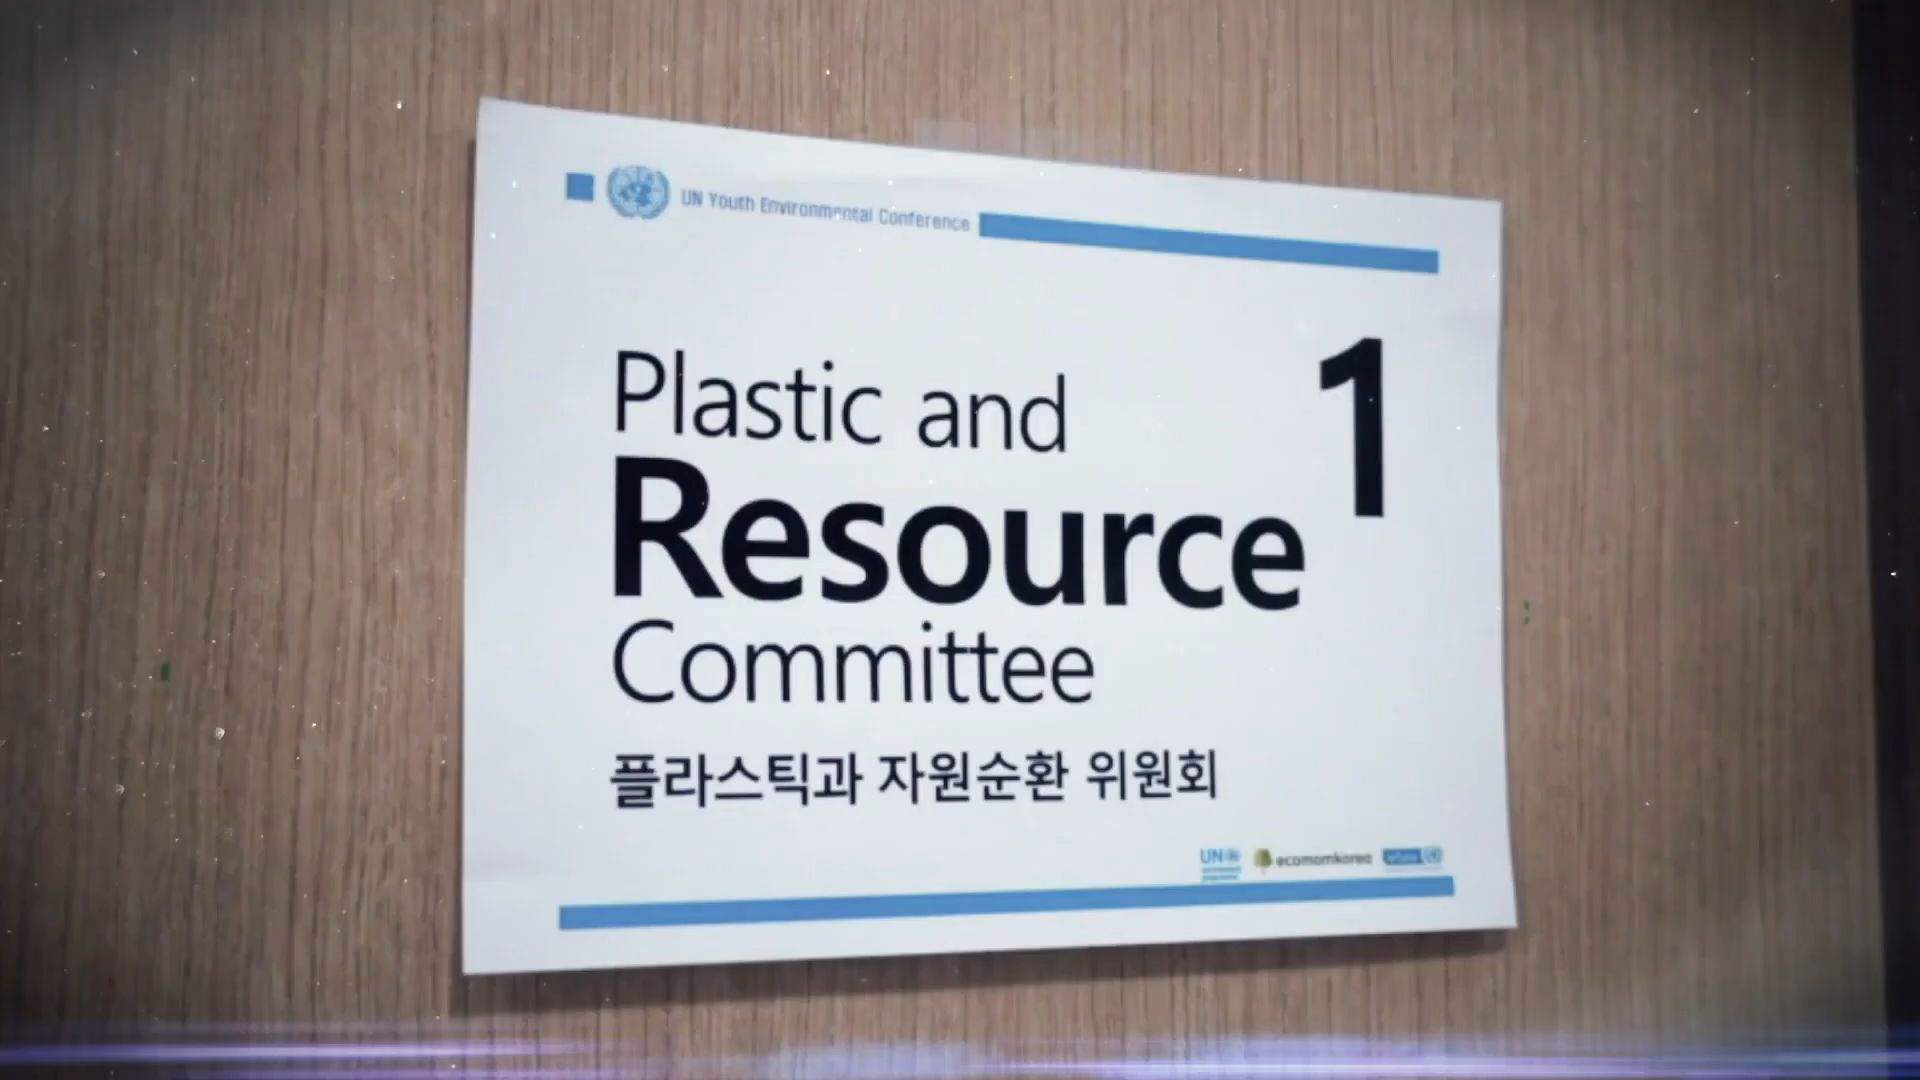 UN Youth Environmental Conference
1
Plastic and
Resource
Committee
플라스틱과 자원순환 위원회
UN
ecomomkorea